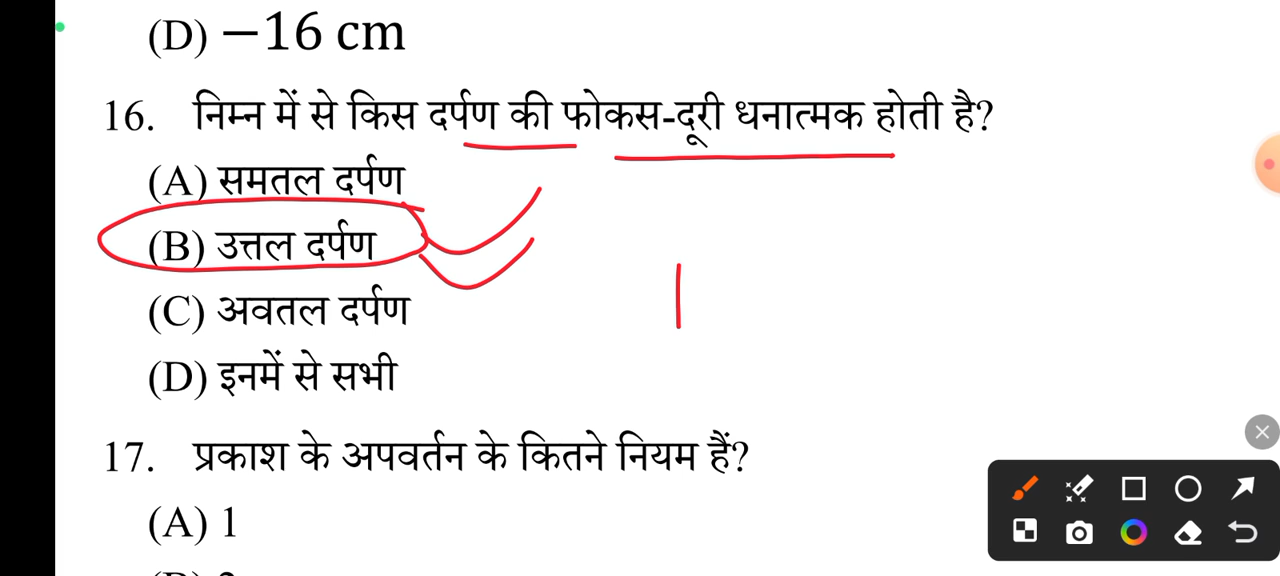 (D) −16 cm
16. निम्न में से किस दर्पण की फोकस-दूरी धनात्मक होती है?
(A) समतल दर्पण
(B) उत्तल दर्पण
(C) अवतल दर्पण
(D) इनमें से सभी
17. प्रकाश के अपवर्तन के कितने नियम हैं?
(A) 1